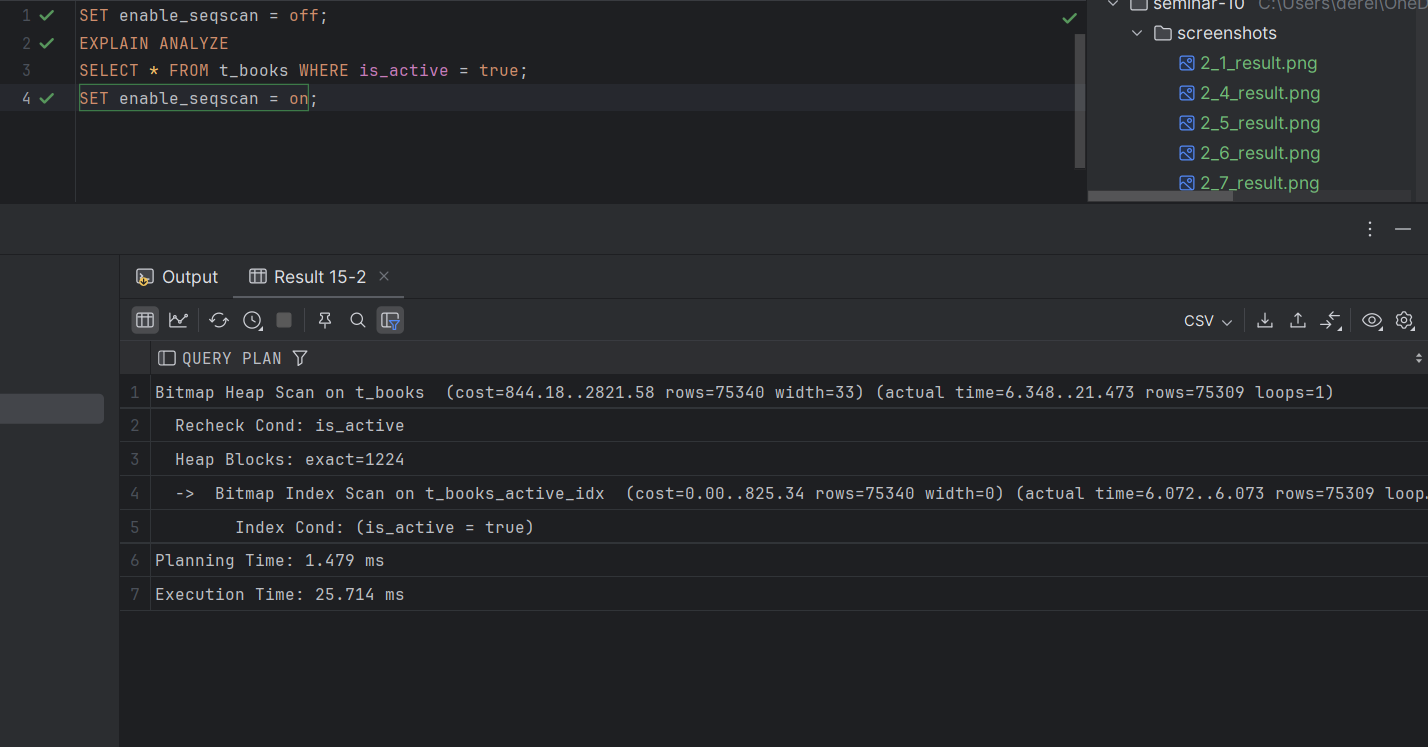 1 SET enable_seqscan = off;
2 EXPLAIN ANALYZE
3 SELECT * FROM t_books WHERE is_active = true;
4 SET enable_seqscan = on;
seminar-10 C:\Users\derel\OneD
screenshots
2_1_result.png
2_4_result.png
2_5_result.png
2_6_result.png
2_7_result.png
Output Result 15-2
CSV
QUERY PLAN
1 Bitmap Heap Scan on t_books (cost=844.18..2821.58 rows=75340 width=33) (actual time=6.348..21.473 rows=75309 loops=1)
2 Recheck Cond: is_active
3 Heap Blocks: exact=1224
4 -> Bitmap Index Scan on t_books_active_idx (cost=0.00..825.34 rows=75340 width=0) (actual time=6.072..6.073 rows=75309 loop
5 Index Cond: (is_active = true)
6 Planning Time: 1.479 ms
7 Execution Time: 25.714 ms